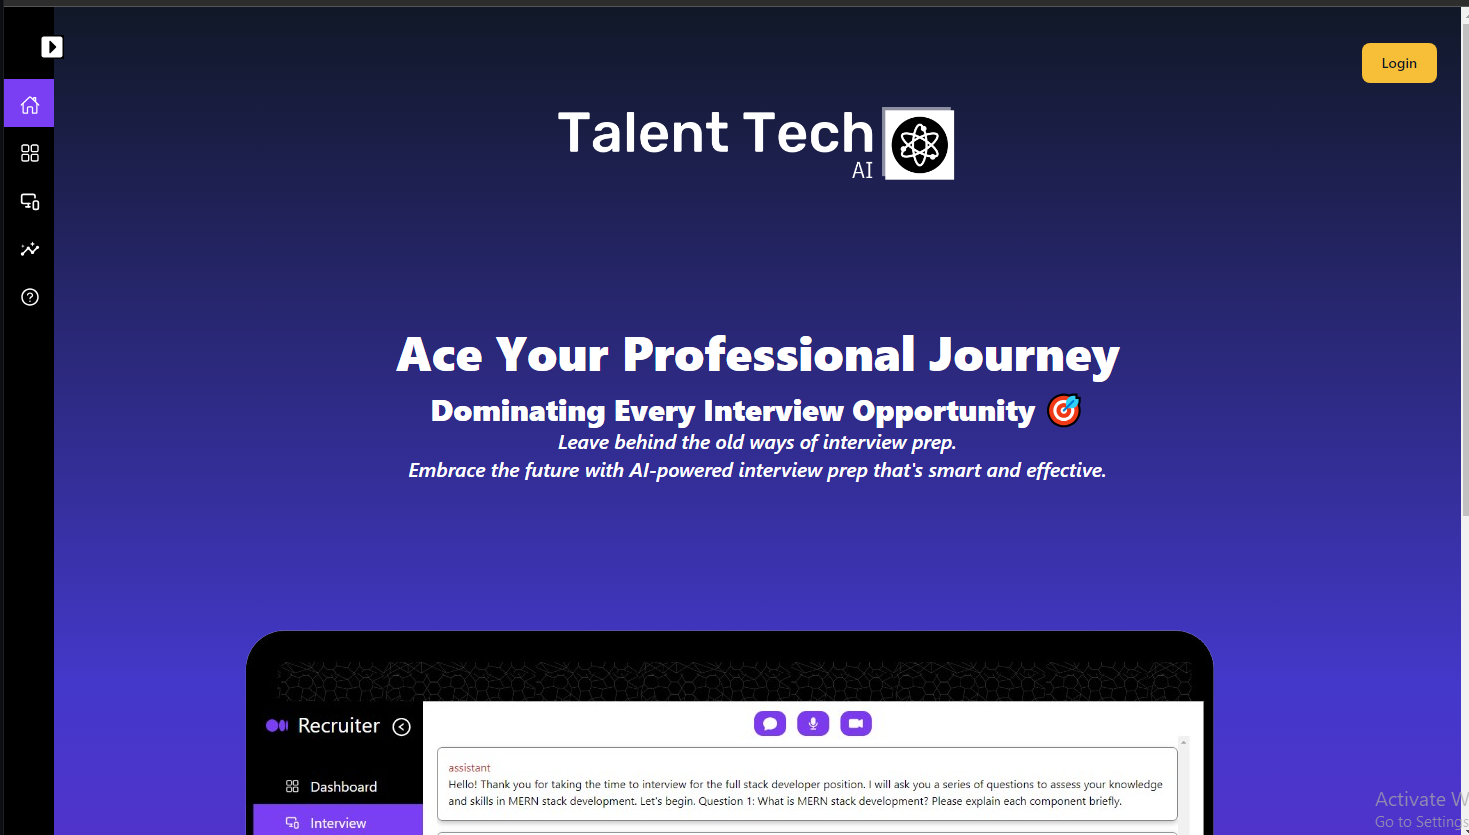 Login
Talent Tech
AI
Ace Your Professional Journey
Dominating Every Interview Opportunity 🎯
Leave behind the old ways of interview prep.
Embrace the future with AI-powered interview prep that's smart and effective.
Recruiter
Dashboard
Interview
assistant
Hello! Thank you for taking the time to interview for the full stack developer position. I will ask you a series of questions to assess your knowledge
and skills in MERN stack development. Let's begin. Question 1: What is MERN stack development? Please explain each component briefly.
Activate W
Go to Settings